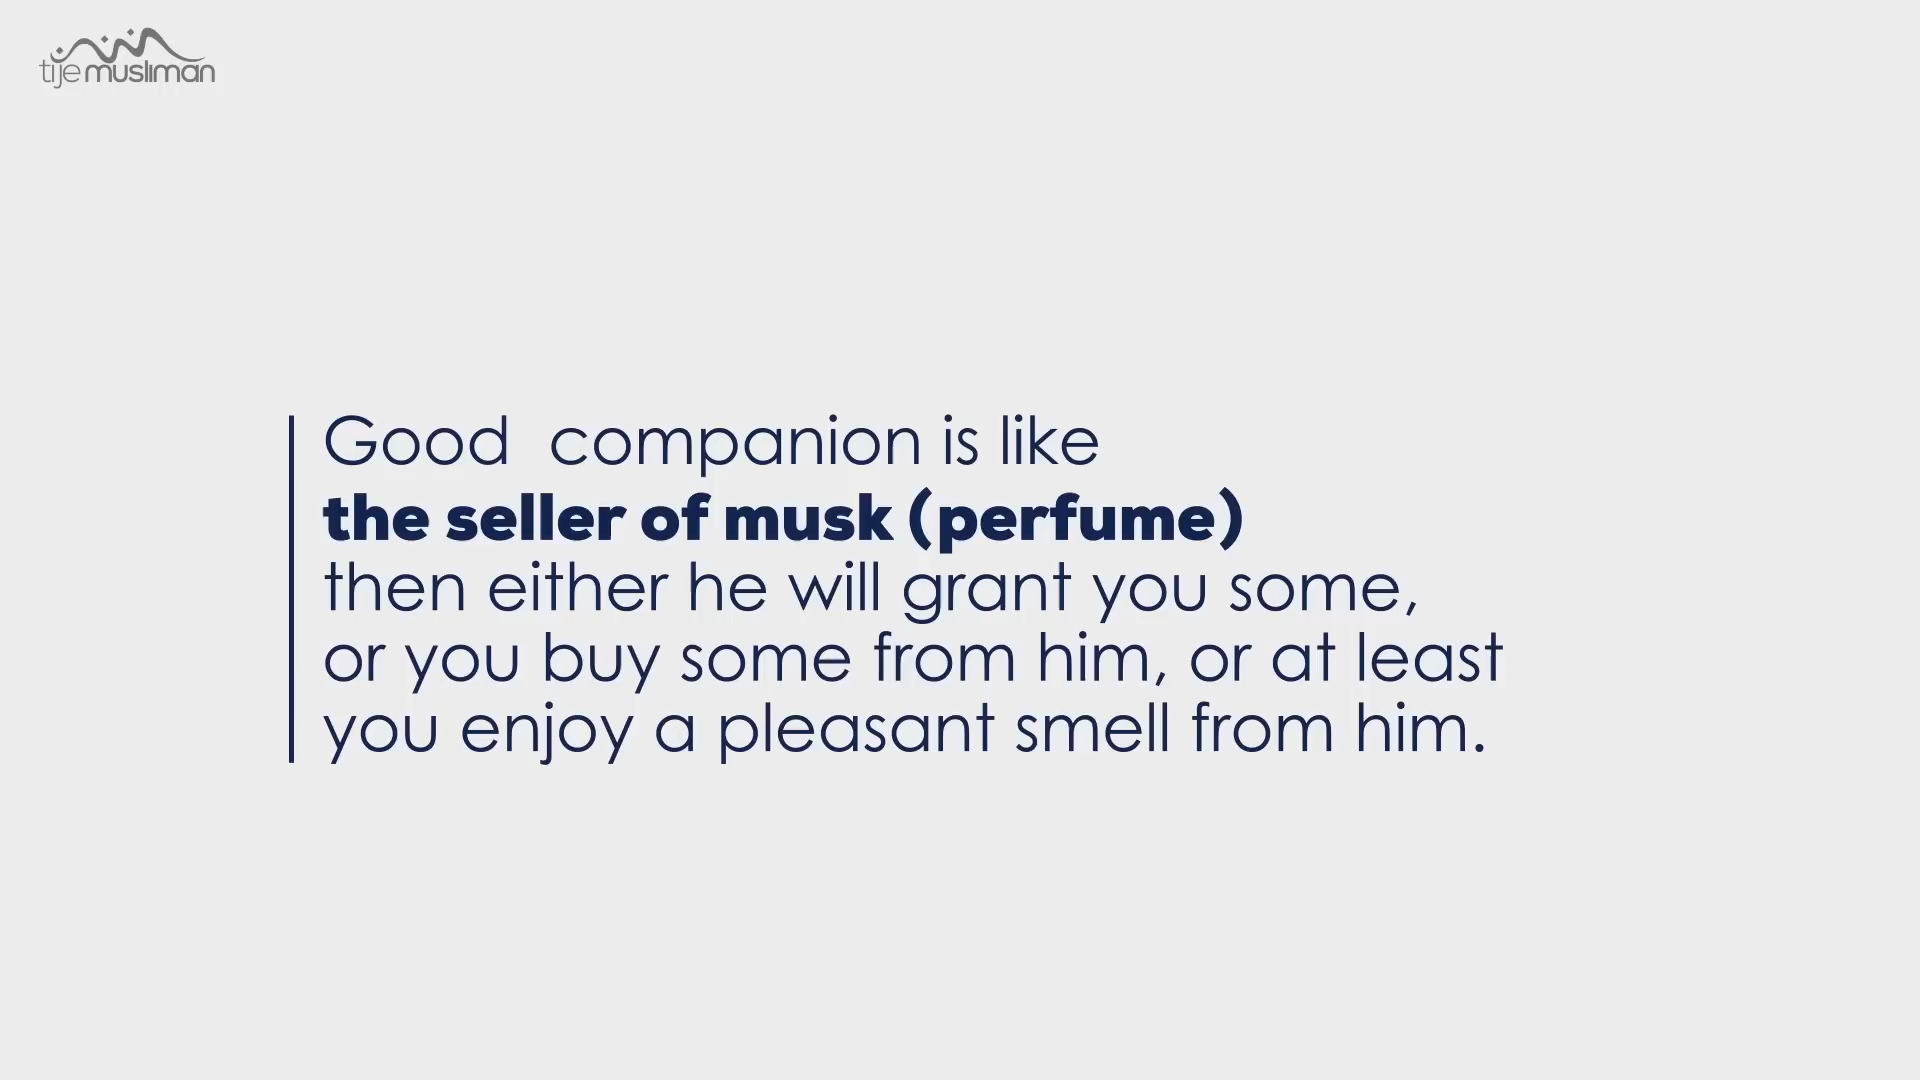 tijemusliman
Good companion is like
the seller of musk (perfume)
then either he will grant you some,
or you buy some from him, or at least
you enjoy a pleasant smell from him.